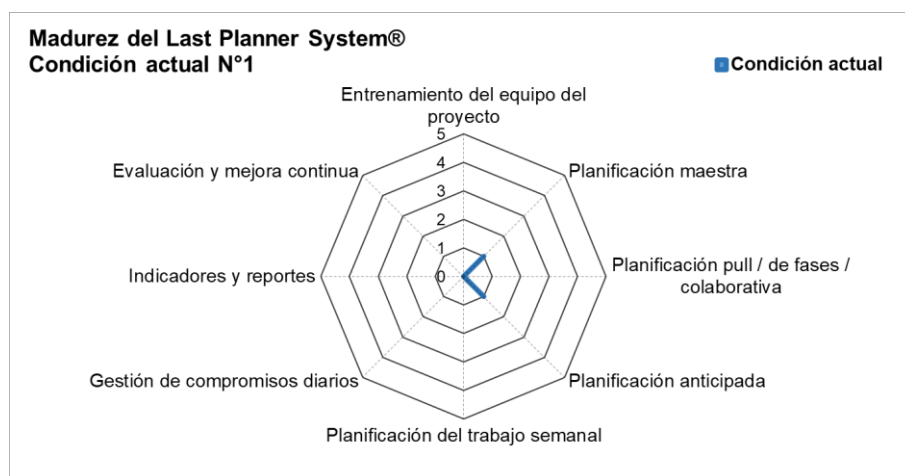 Madurez del Last Planner System®
Condición actual N°1
Condición actual
Entrenamiento del equipo del
proyecto
5
4
3
2
1
0
Evaluación y mejora continua
Planificación maestra
Indicadores y reportes
Planificación pull / de fases /
colaborativa
Gestión de compromisos diarios
Planificación anticipada
Planificación del trabajo semanal